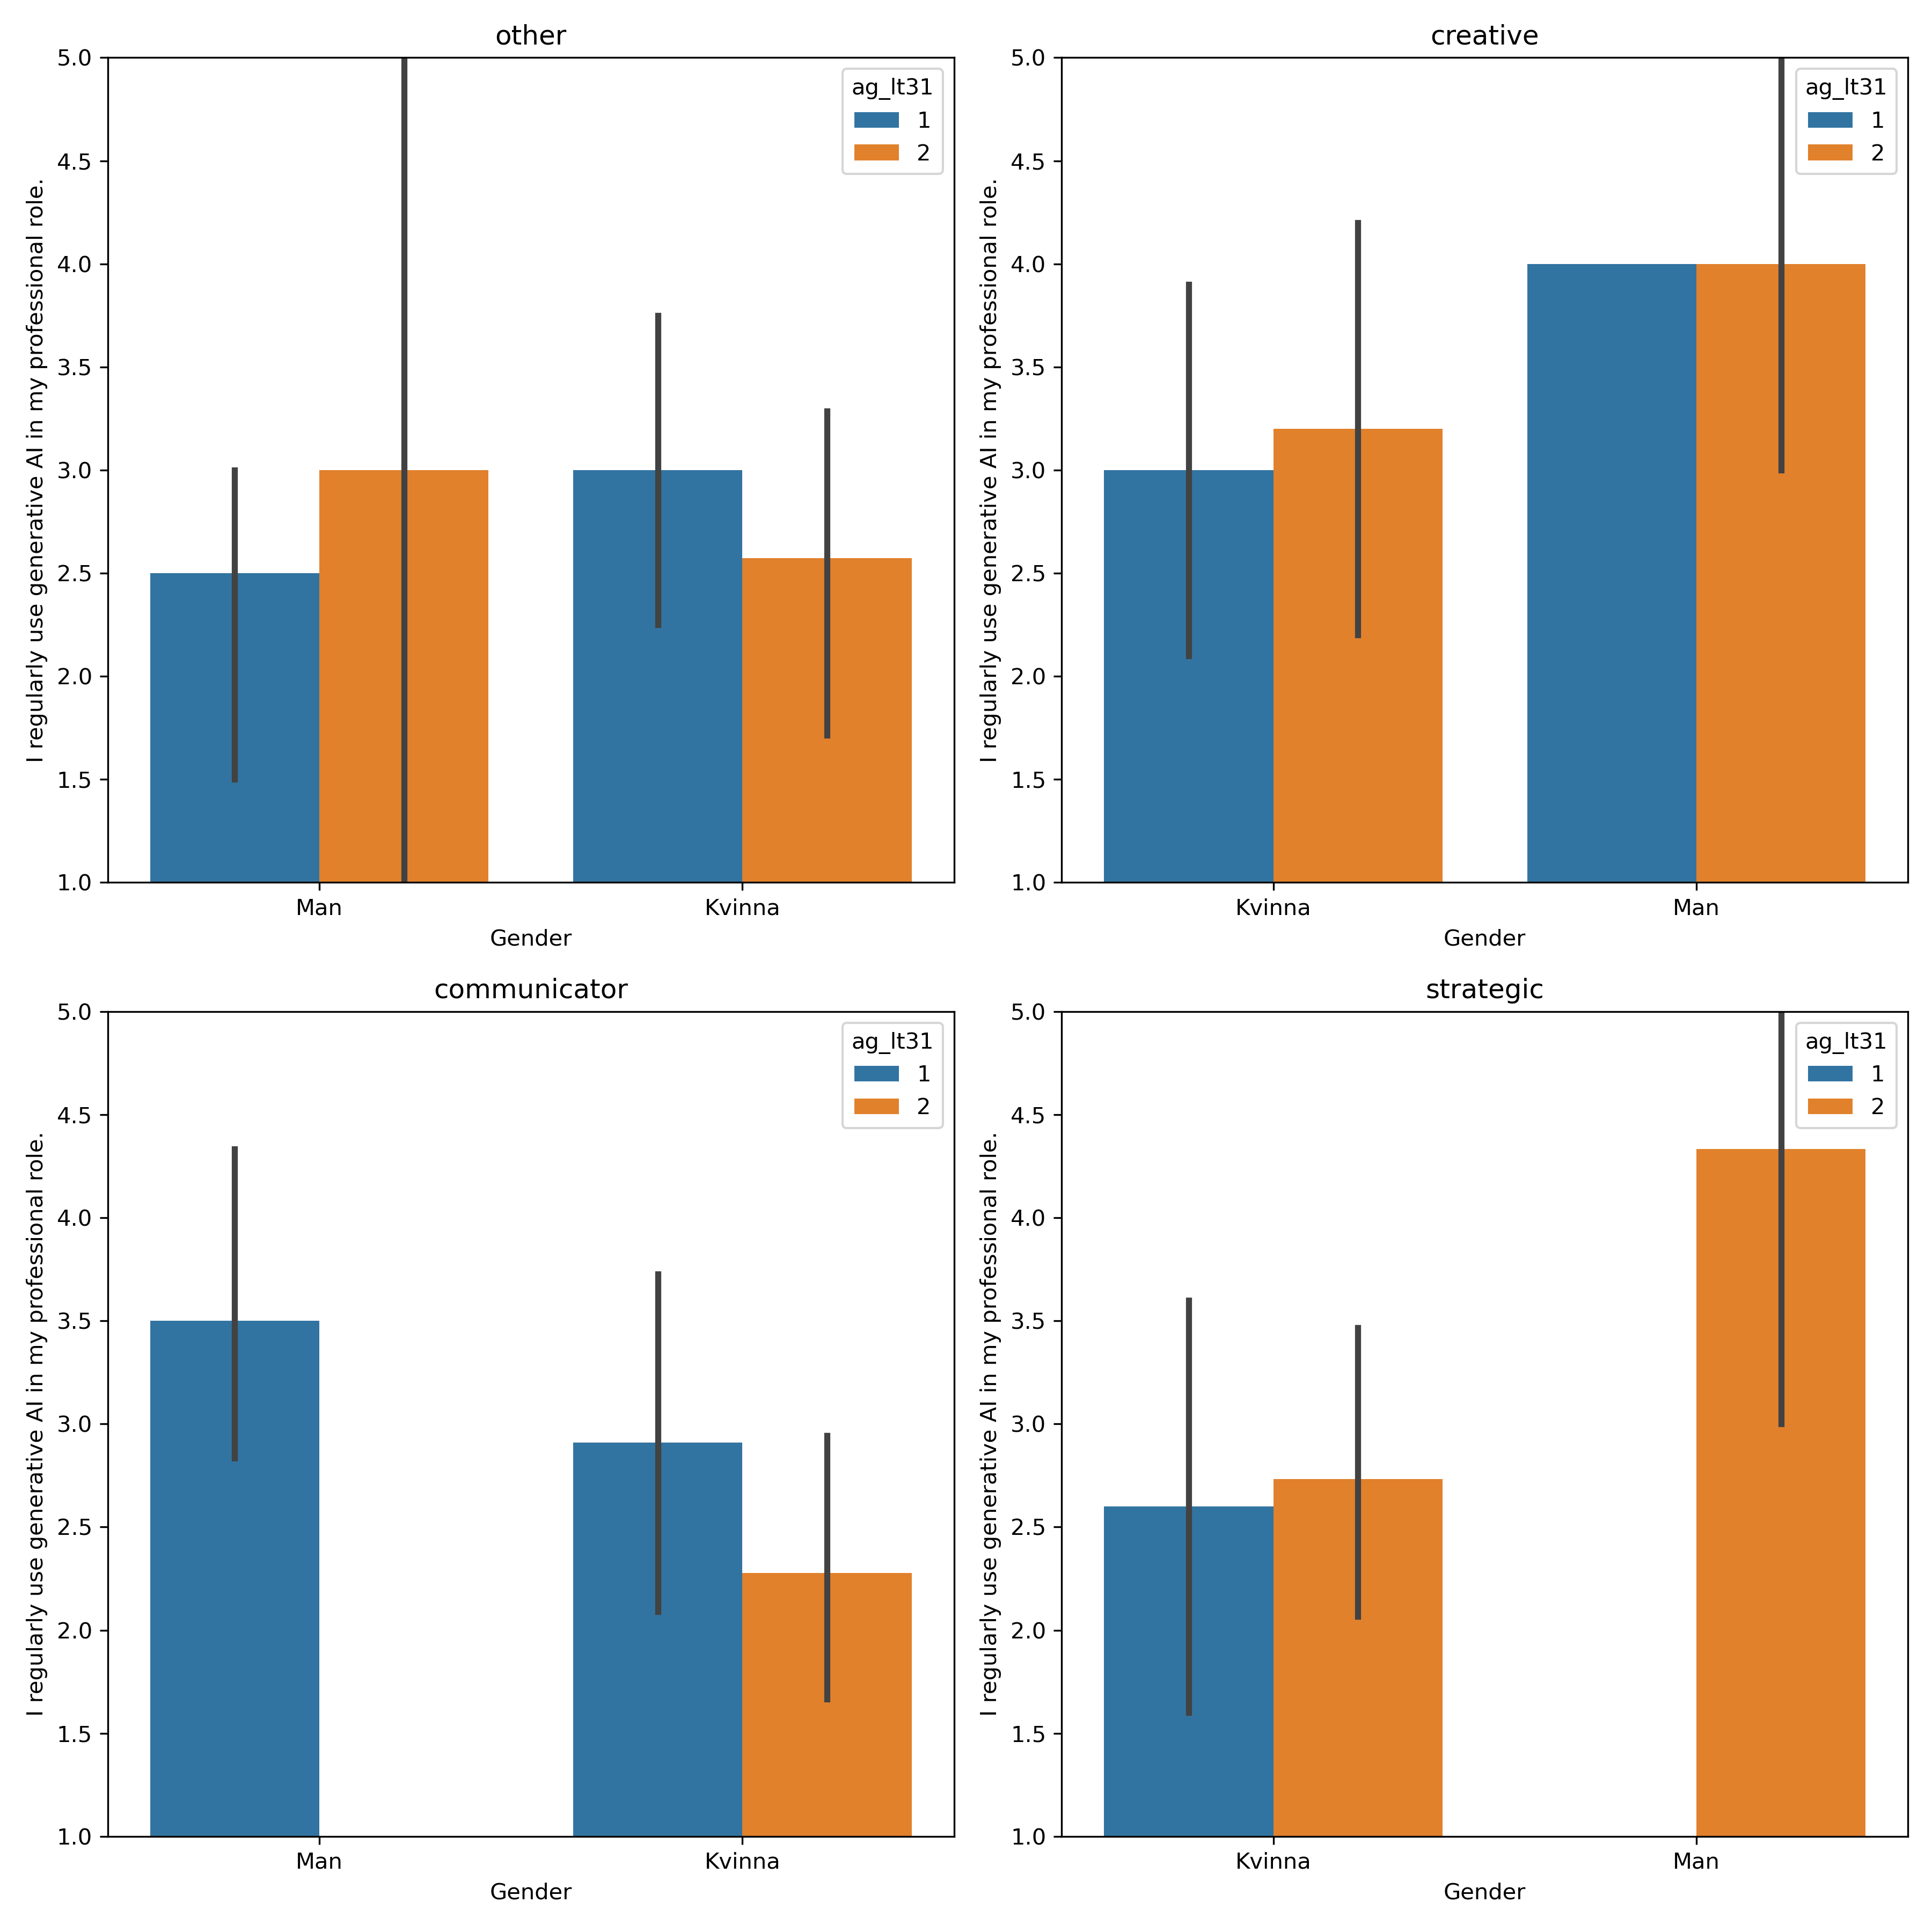 other
I regularly use generative AI in my professional role.
5.0
4.5
4.0
3.5
3.0
2.5
2.0
1.5
1.0
ag_lt31
1
2
Man Kvinna
Gender
creative
I regularly use generative AI in my professional role.
5.0
4.5
4.0
3.5
3.0
2.5
2.0
1.5
1.0
ag_lt31
1
2
Kvinna Man
Gender
communicator
I regularly use generative AI in my professional role.
5.0
4.5
4.0
3.5
3.0
2.5
2.0
1.5
1.0
ag_lt31
1
2
Man Kvinna
Gender
strategic
I regularly use generative AI in my professional role.
5.0
4.5
4.0
3.5
3.0
2.5
2.0
1.5
1.0
ag_lt31
1
2
Kvinna Man
Gender